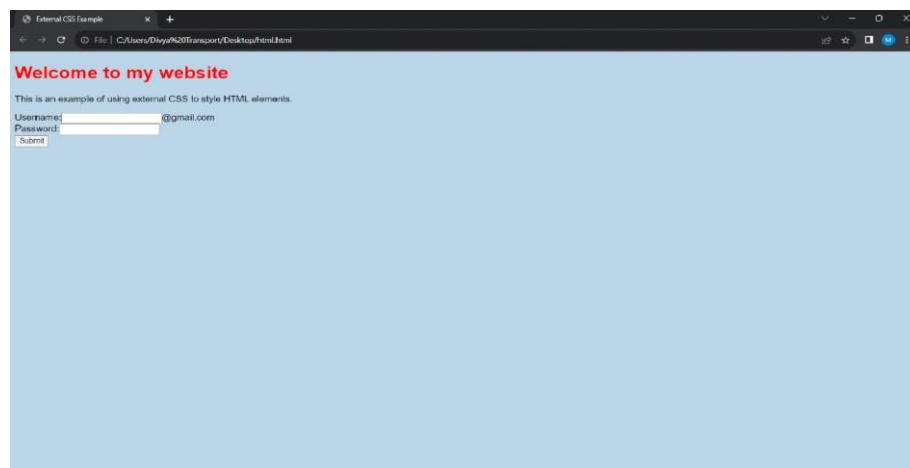 External CSS Example
File | C:/Users/Divya%20Transport/Desktop/html.html
M
Welcome to my website
This is an example of using external CSS to style HTML elements.
Username: @gmail.com
Password:
Submit